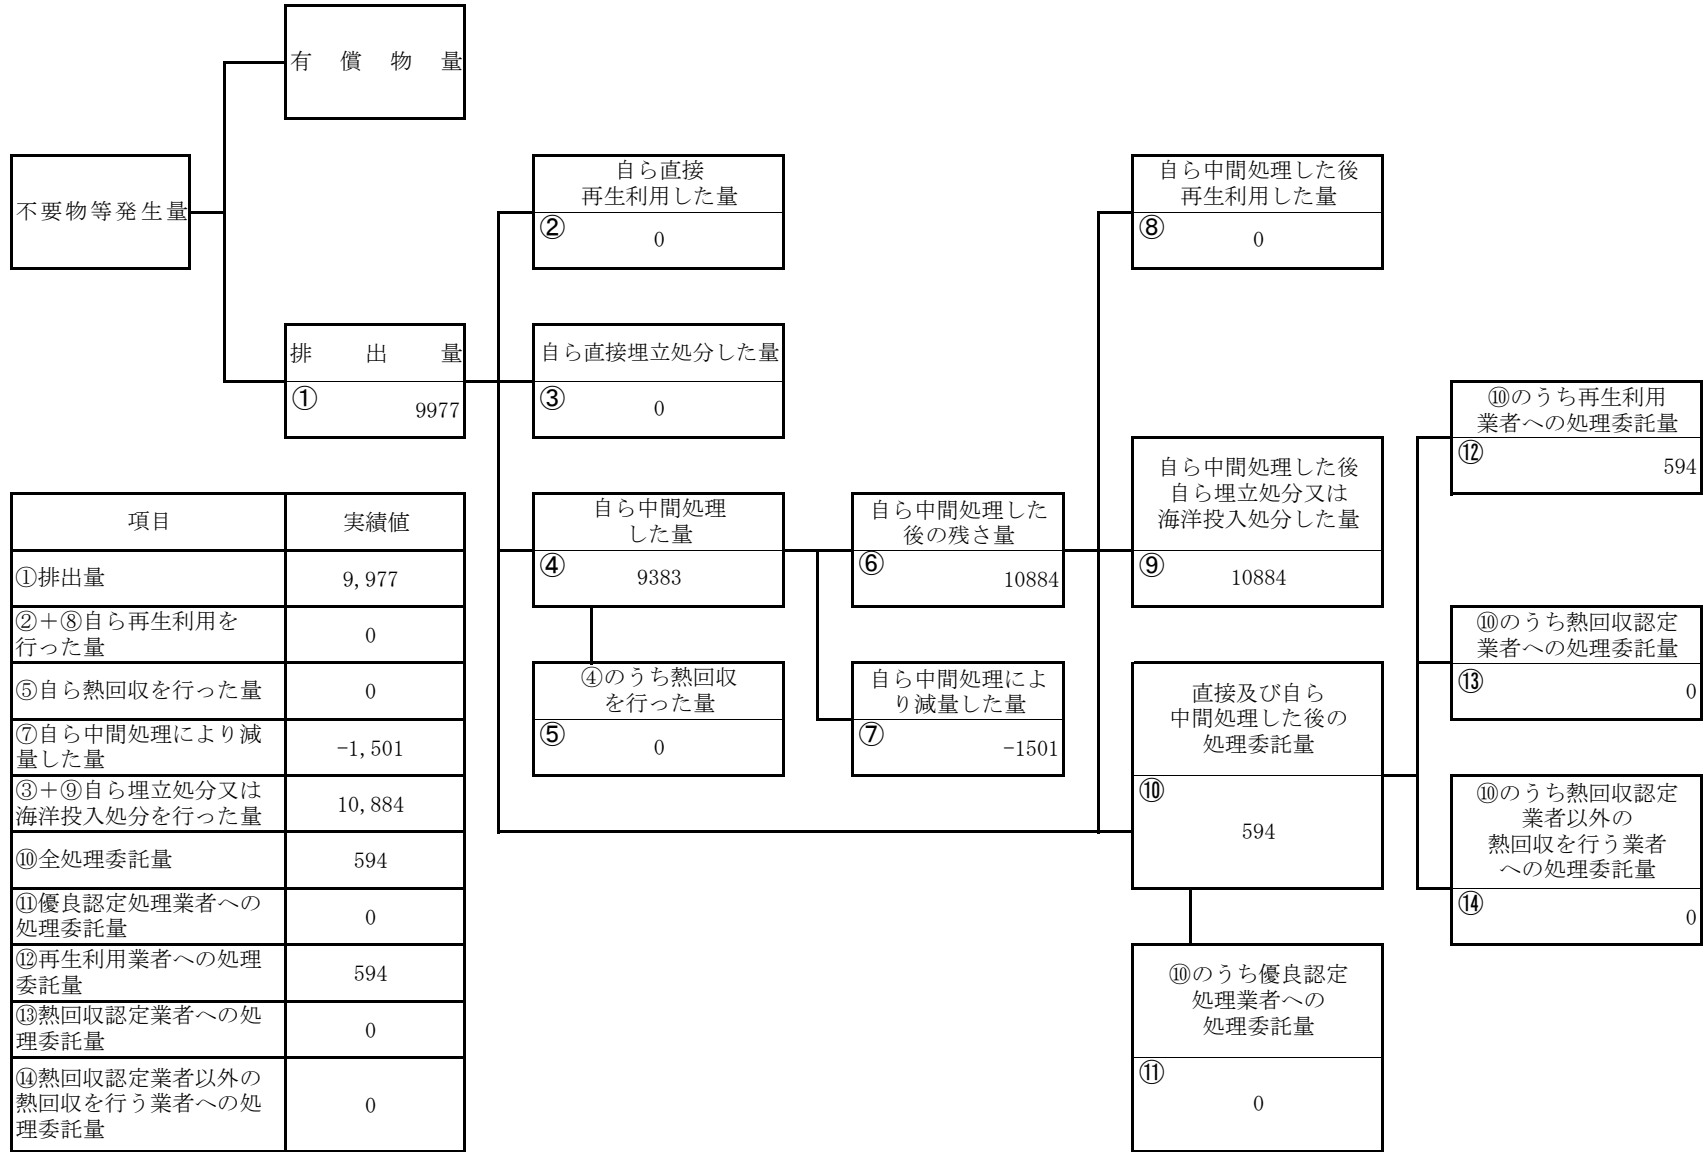 有償物量
不要物等発生量
排出量
①
9977
自ら直接
再生利用した量
②
0
自ら直接埋立処分した量
③
0
自ら中間処理
した量
④
9383
④のうち熱回収
を行った量
⑤
0
自ら中間処理した
後の残さ量
⑥
10884
自ら中間処理によ
り減量した量
⑦
-1501
自ら中間処理した後
再生利用した量
⑧
0
自ら中間処理した後
自ら埋立処分又は
海洋投入処分した量
⑨
10884
直接及び自ら
中間処理した後の
処理委託量
⑩
594
⑩のうち優良認定
処理業者への
処理委託量
⑪
0
⑩のうち再生利用
業者への処理委託量
⑫
594
⑩のうち熱回収認定
業者への処理委託量
⑬
0
⑩のうち熱回収認定
業者以外の
熱回収を行う業者
への処理委託量
⑭
0
項目 実績値
①排出量 9,977
②＋⑧自ら再生利用を
行った量 0
⑤自ら熱回収を行った量 0
⑦自ら中間処理により減
量した量 -1,501
③＋⑨自ら埋立処分又は
海洋投入処分を行った量 10,884
⑩全処理委託量 594
⑪優良認定処理業者への
処理委託量 0
⑫再生利用業者への処理
委託量 594
⑬熱回収認定業者への処
理委託量 0
⑭熱回収認定業者以外の
熱回収を行う業者への処
理委託量 0